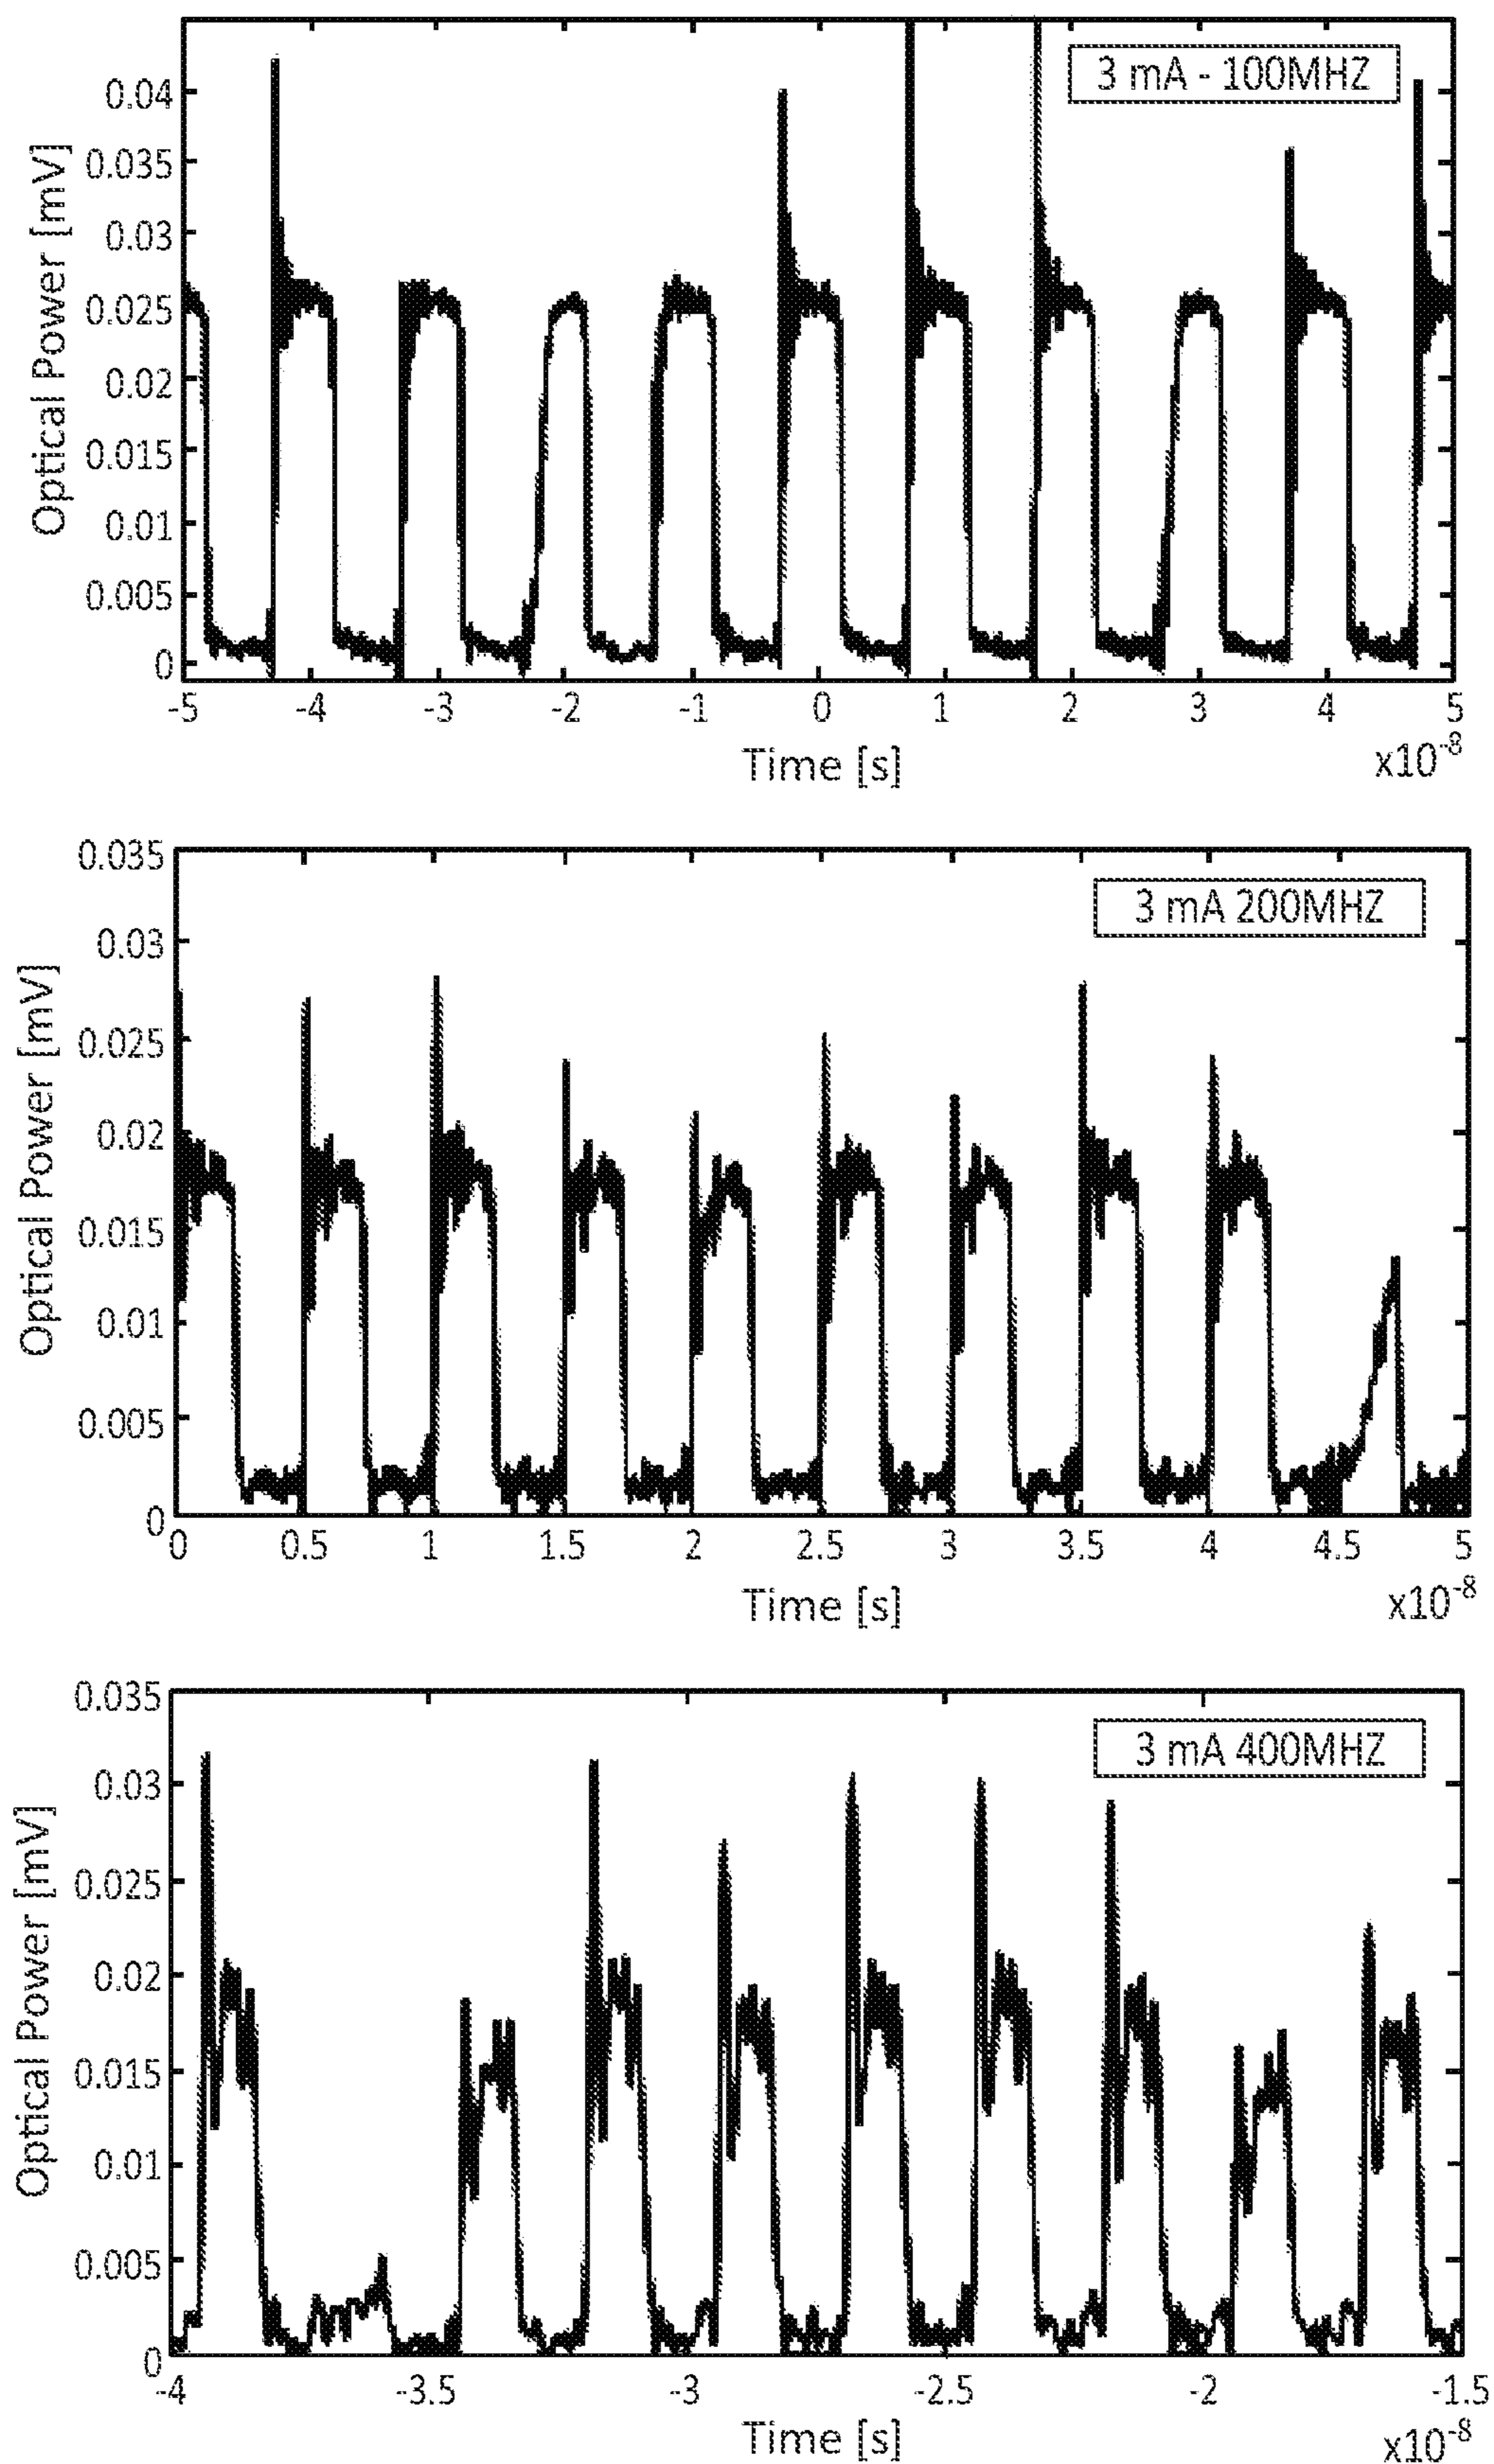 3 mA - 100MHZ
Optical Power [mV]
0.04
0.035
0.03
0.025
0.02
0.015
0.01
0.005
0
-5 -4 -3 -2 -1 0 1 2 3 4 5
Time [s]
x10⁻⁸
3 mA 200MHZ
Optical Power [mV]
0.035
0.03
0.025
0.02
0.015
0.01
0.005
0
0 0.5 1 1.5 2 2.5 3 3.5 4 4.5 5
Time [s]
x10⁻⁸
3 mA 400MHZ
Optical Power [mV]
0.035
0.03
0.025
0.02
0.015
0.01
0.005
0
-4 -3.5 -3 -2.5 -2 -1.5
Time [s]
x10⁻⁸